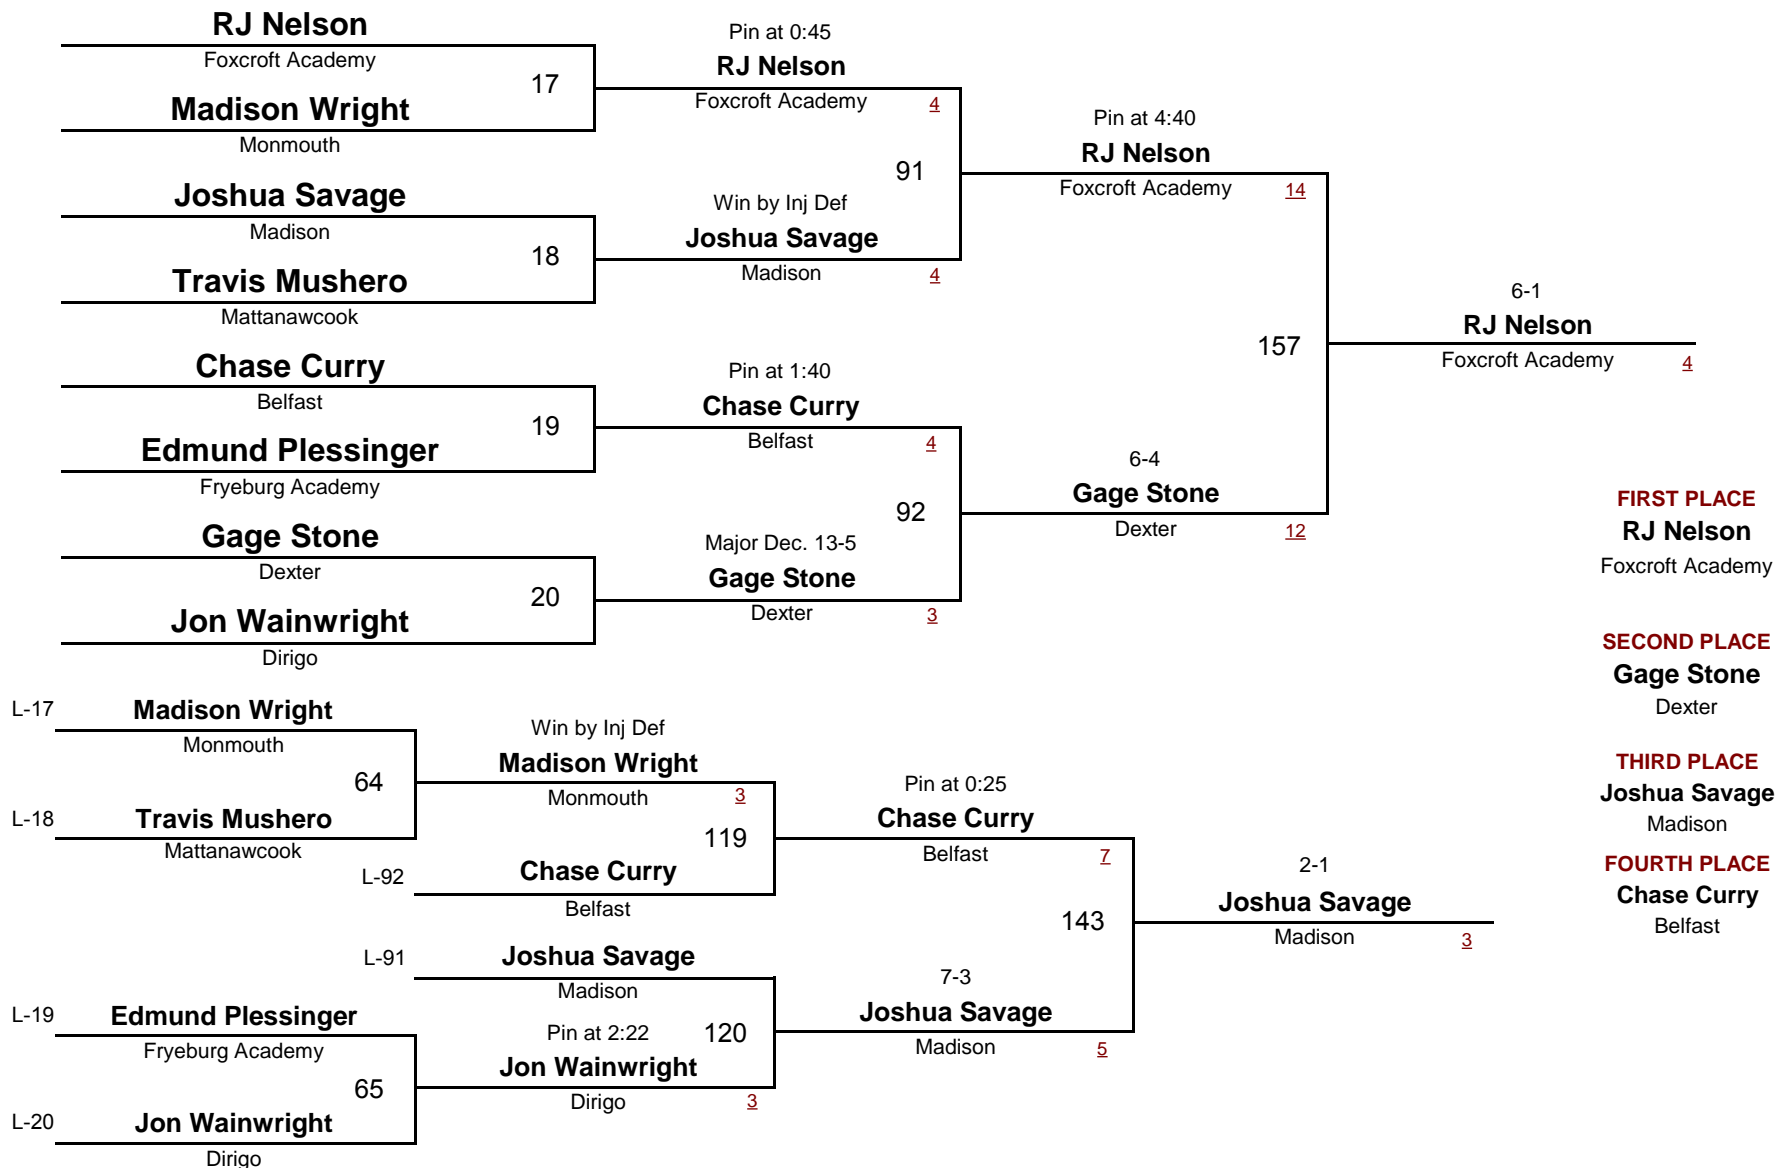 RJ Nelson
Foxcroft Academy
17
Madison Wright
Monmouth
Joshua Savage
Madison
18
Travis Mushero
Mattanawcook
Chase Curry
Belfast
19
Edmund Plessinger
Fryeburg Academy
Gage Stone
Dexter
20
Jon Wainwright
Dirigo
Pin at 0:45
RJ Nelson
Foxcroft Academy 4
91
Win by Inj Def
Joshua Savage
Madison 4
Pin at 1:40
Chase Curry
Belfast 4
92
Major Dec. 13-5
Gage Stone
Dexter 3
Pin at 4:40
RJ Nelson
Foxcroft Academy 14
157
6-4
Gage Stone
Dexter 12
6-1
RJ Nelson
Foxcroft Academy 4
L-17 Madison Wright
Monmouth
64
L-18 Travis Mushero
Mattanawcook
Win by Inj Def
Madison Wright
Monmouth 3
119
L-92 Chase Curry
Belfast
L-91 Joshua Savage
Madison
L-19 Edmund Plessinger
Fryeburg Academy
65
L-20 Jon Wainwright
Dirigo
Pin at 2:22 120
Jon Wainwright
Dirigo 3
Pin at 0:25
Chase Curry
Belfast 7
143
7-3
Joshua Savage
Madison 5
2-1
Joshua Savage
Madison 3
FIRST PLACE
RJ Nelson
Foxcroft Academy
SECOND PLACE
Gage Stone
Dexter
THIRD PLACE
Joshua Savage
Madison
FOURTH PLACE
Chase Curry
Belfast